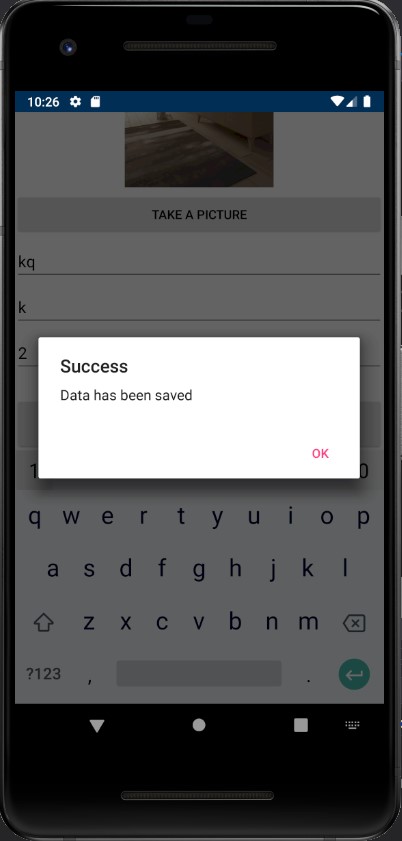 10:26
TAKE A PICTURE
kq
k
2
Success
Data has been saved
OK
1 0
q w e r t y u i o p
a s d f g h j k l
z x c v b n m
?123 , .